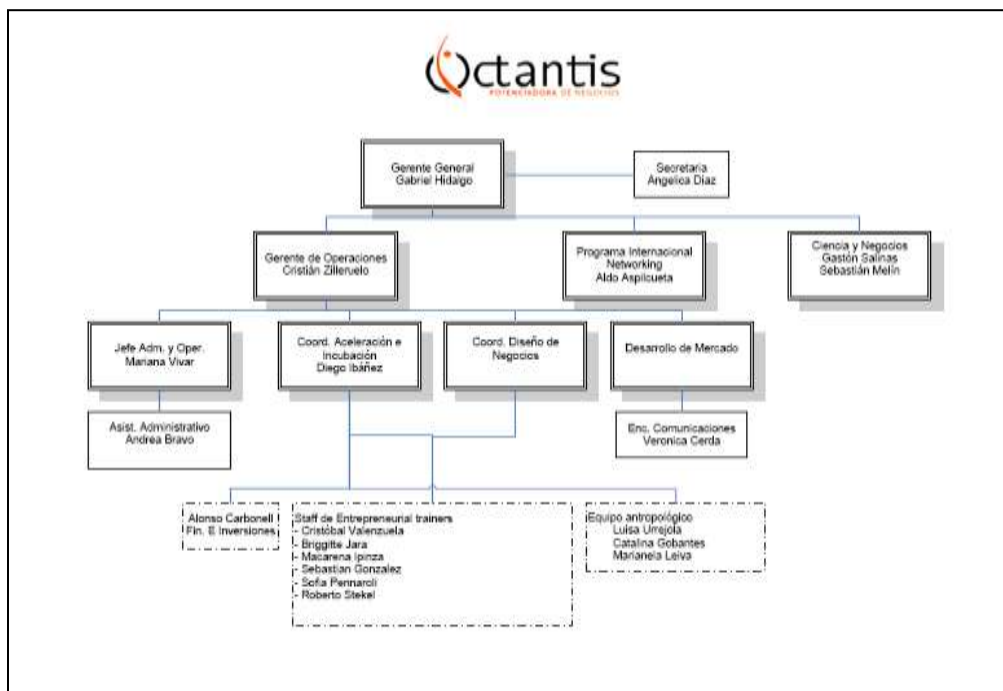 Octantis
POTENCIADORA DE NEGOCIOS
Gerente General
Gabriel Hidalgo
Secretaria
Angelica Diaz
Gerente de Operaciones
Cristián Zilleruelo
Programa Internacional
Networking
Aldo Aspilcueta
Ciencia y Negocios
Gastón Salinas
Sebastián Melín
Jefe Adm. y Oper.
Mariana Vivar
Coord. Aceleración e
Incubación
Diego Ibáñez
Coord. Diseño de
Negocios
Desarrollo de Mercado
Asist. Administrativo
Andrea Bravo
Enc. Comunicaciones
Veronica Cerda
Alonso Carbonell
Fin. E Inversiones
Staff de Entrepreneurial trainers
- Cristóbal Valenzuela
- Briggitte Jara
- Macarena Ipinza
- Sebastian Gonzalez
- Sofia Pennaroli
- Roberto Stekel
Equipo antropológico
Luisa Urrejola
Catalina Gobantes
Marianela Leiva